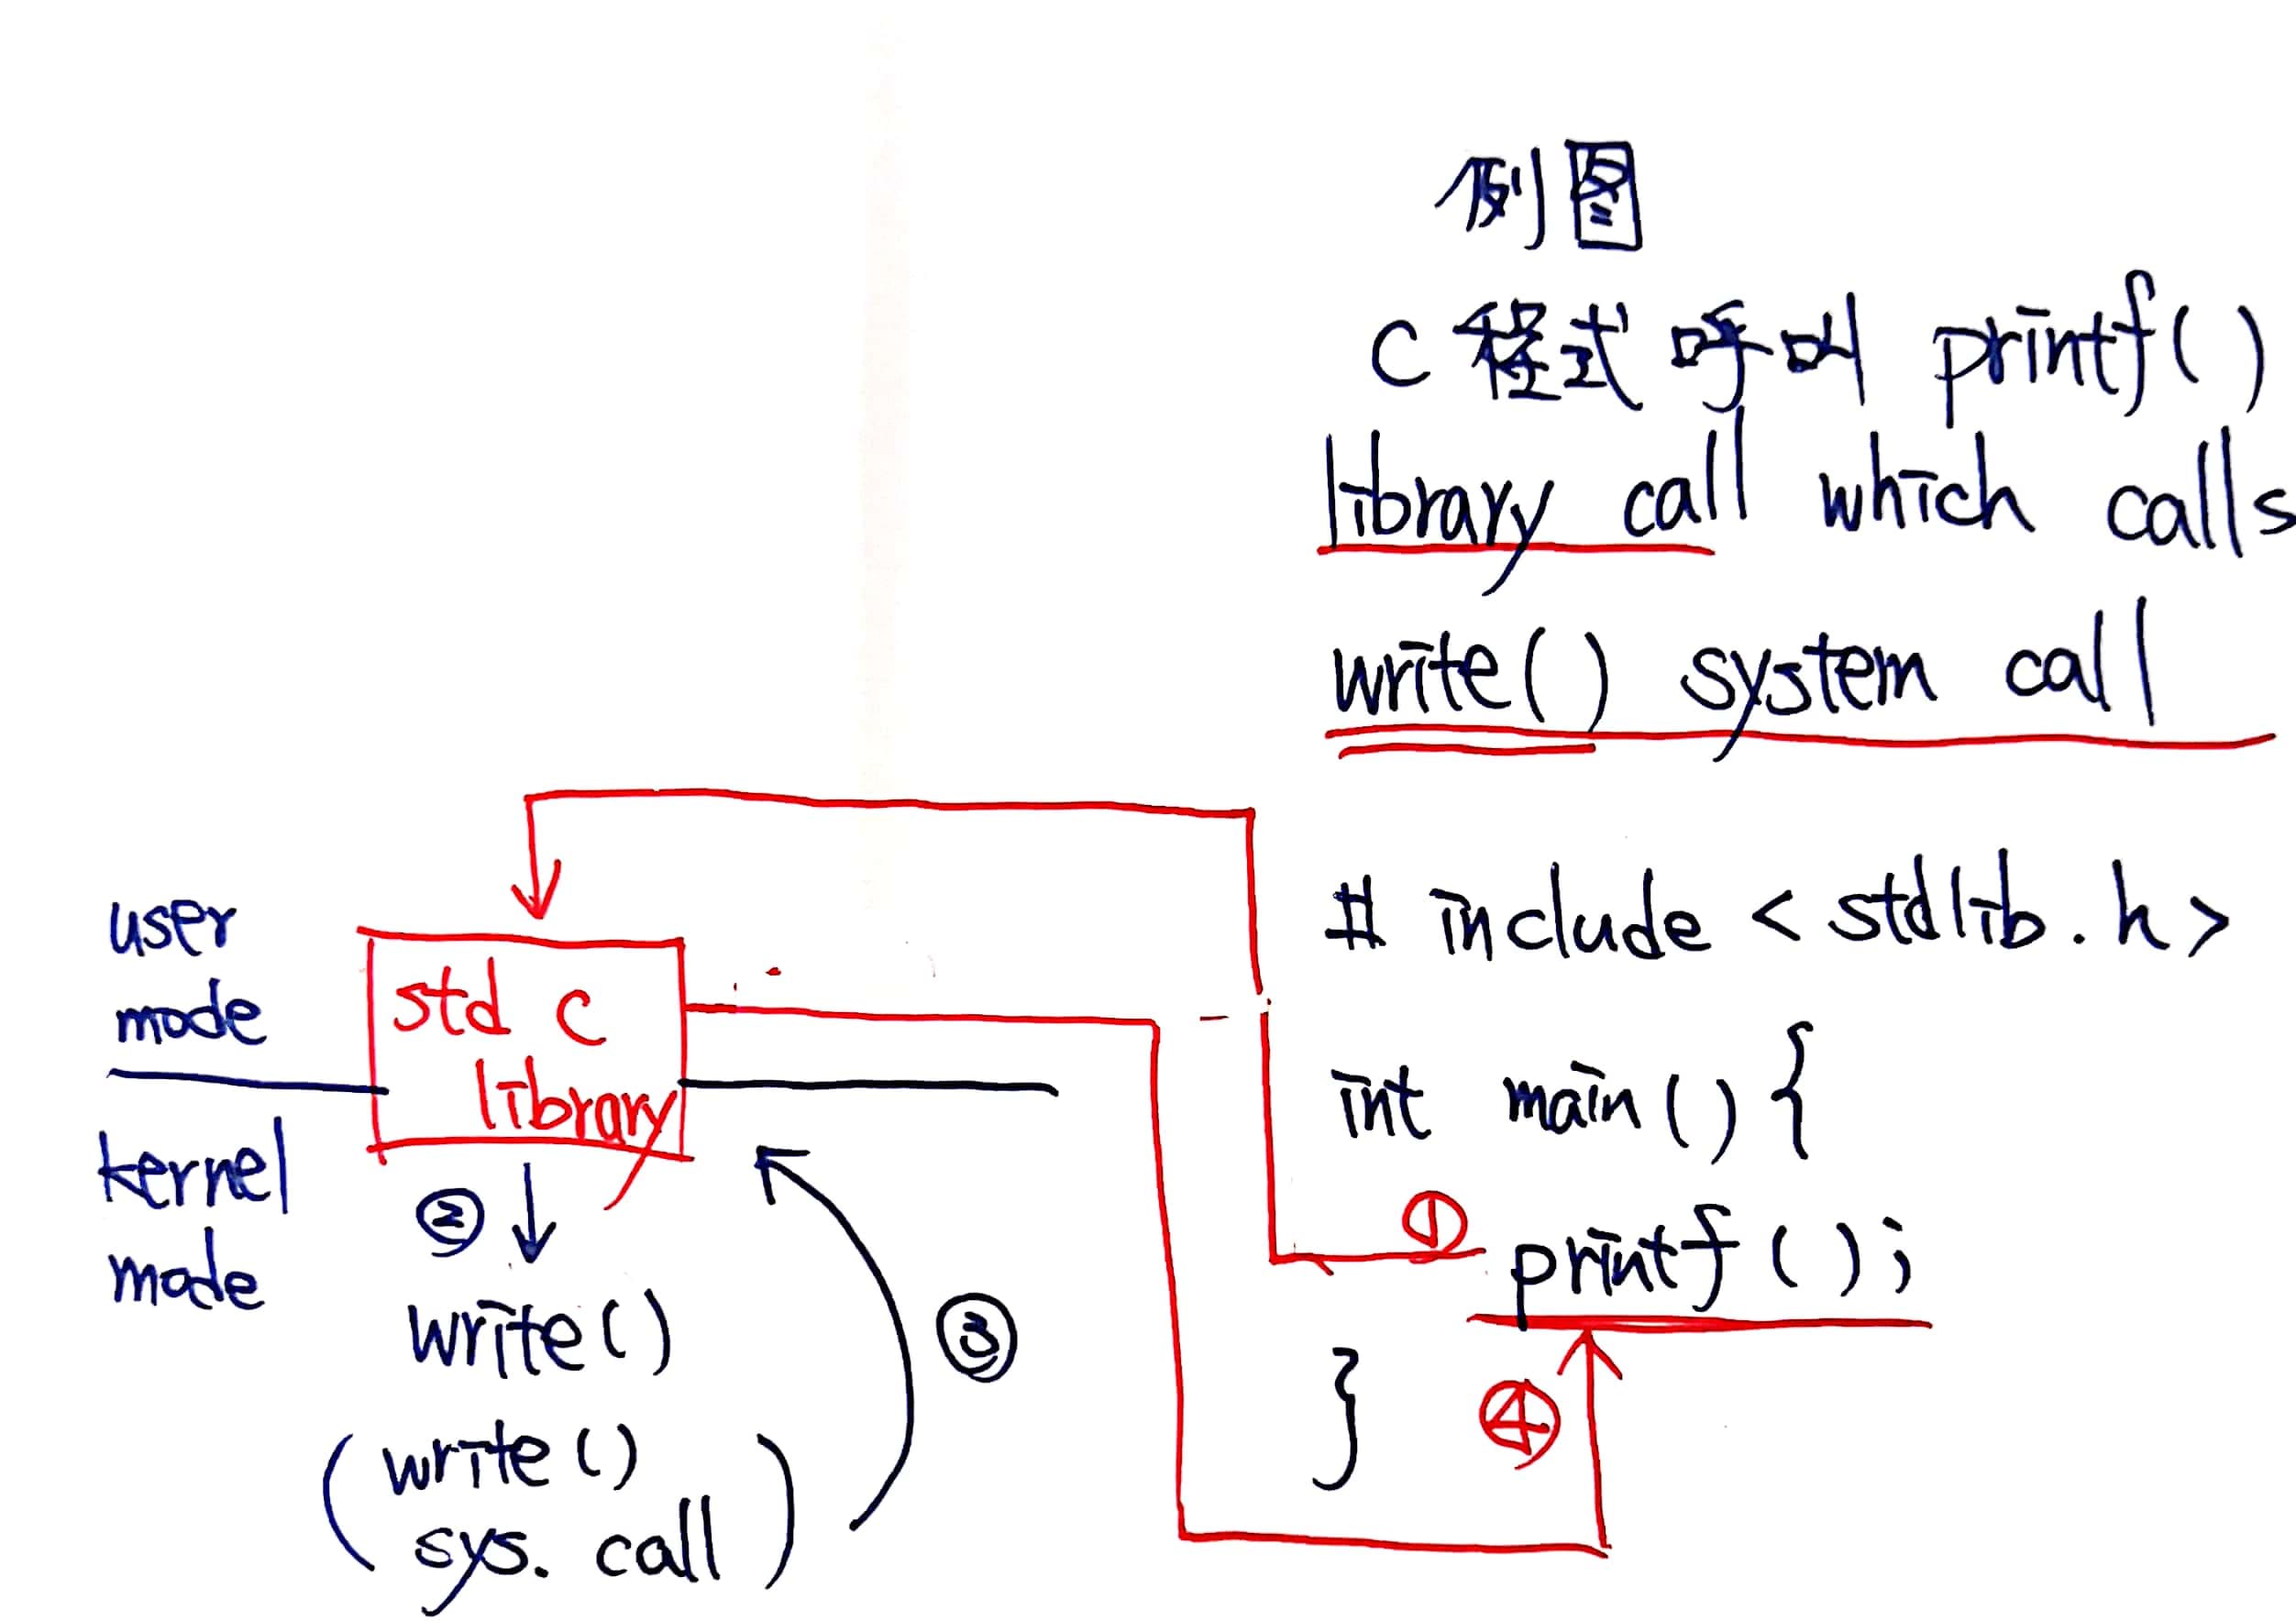 例图
C 程式呼叫 printf()
library call which calls
write() system call
# include < stdlib.h >
int main() {
① printf();
}
④
user
mode
kernel
mode
std C
library
②
write()
③
(write()
sys. call)